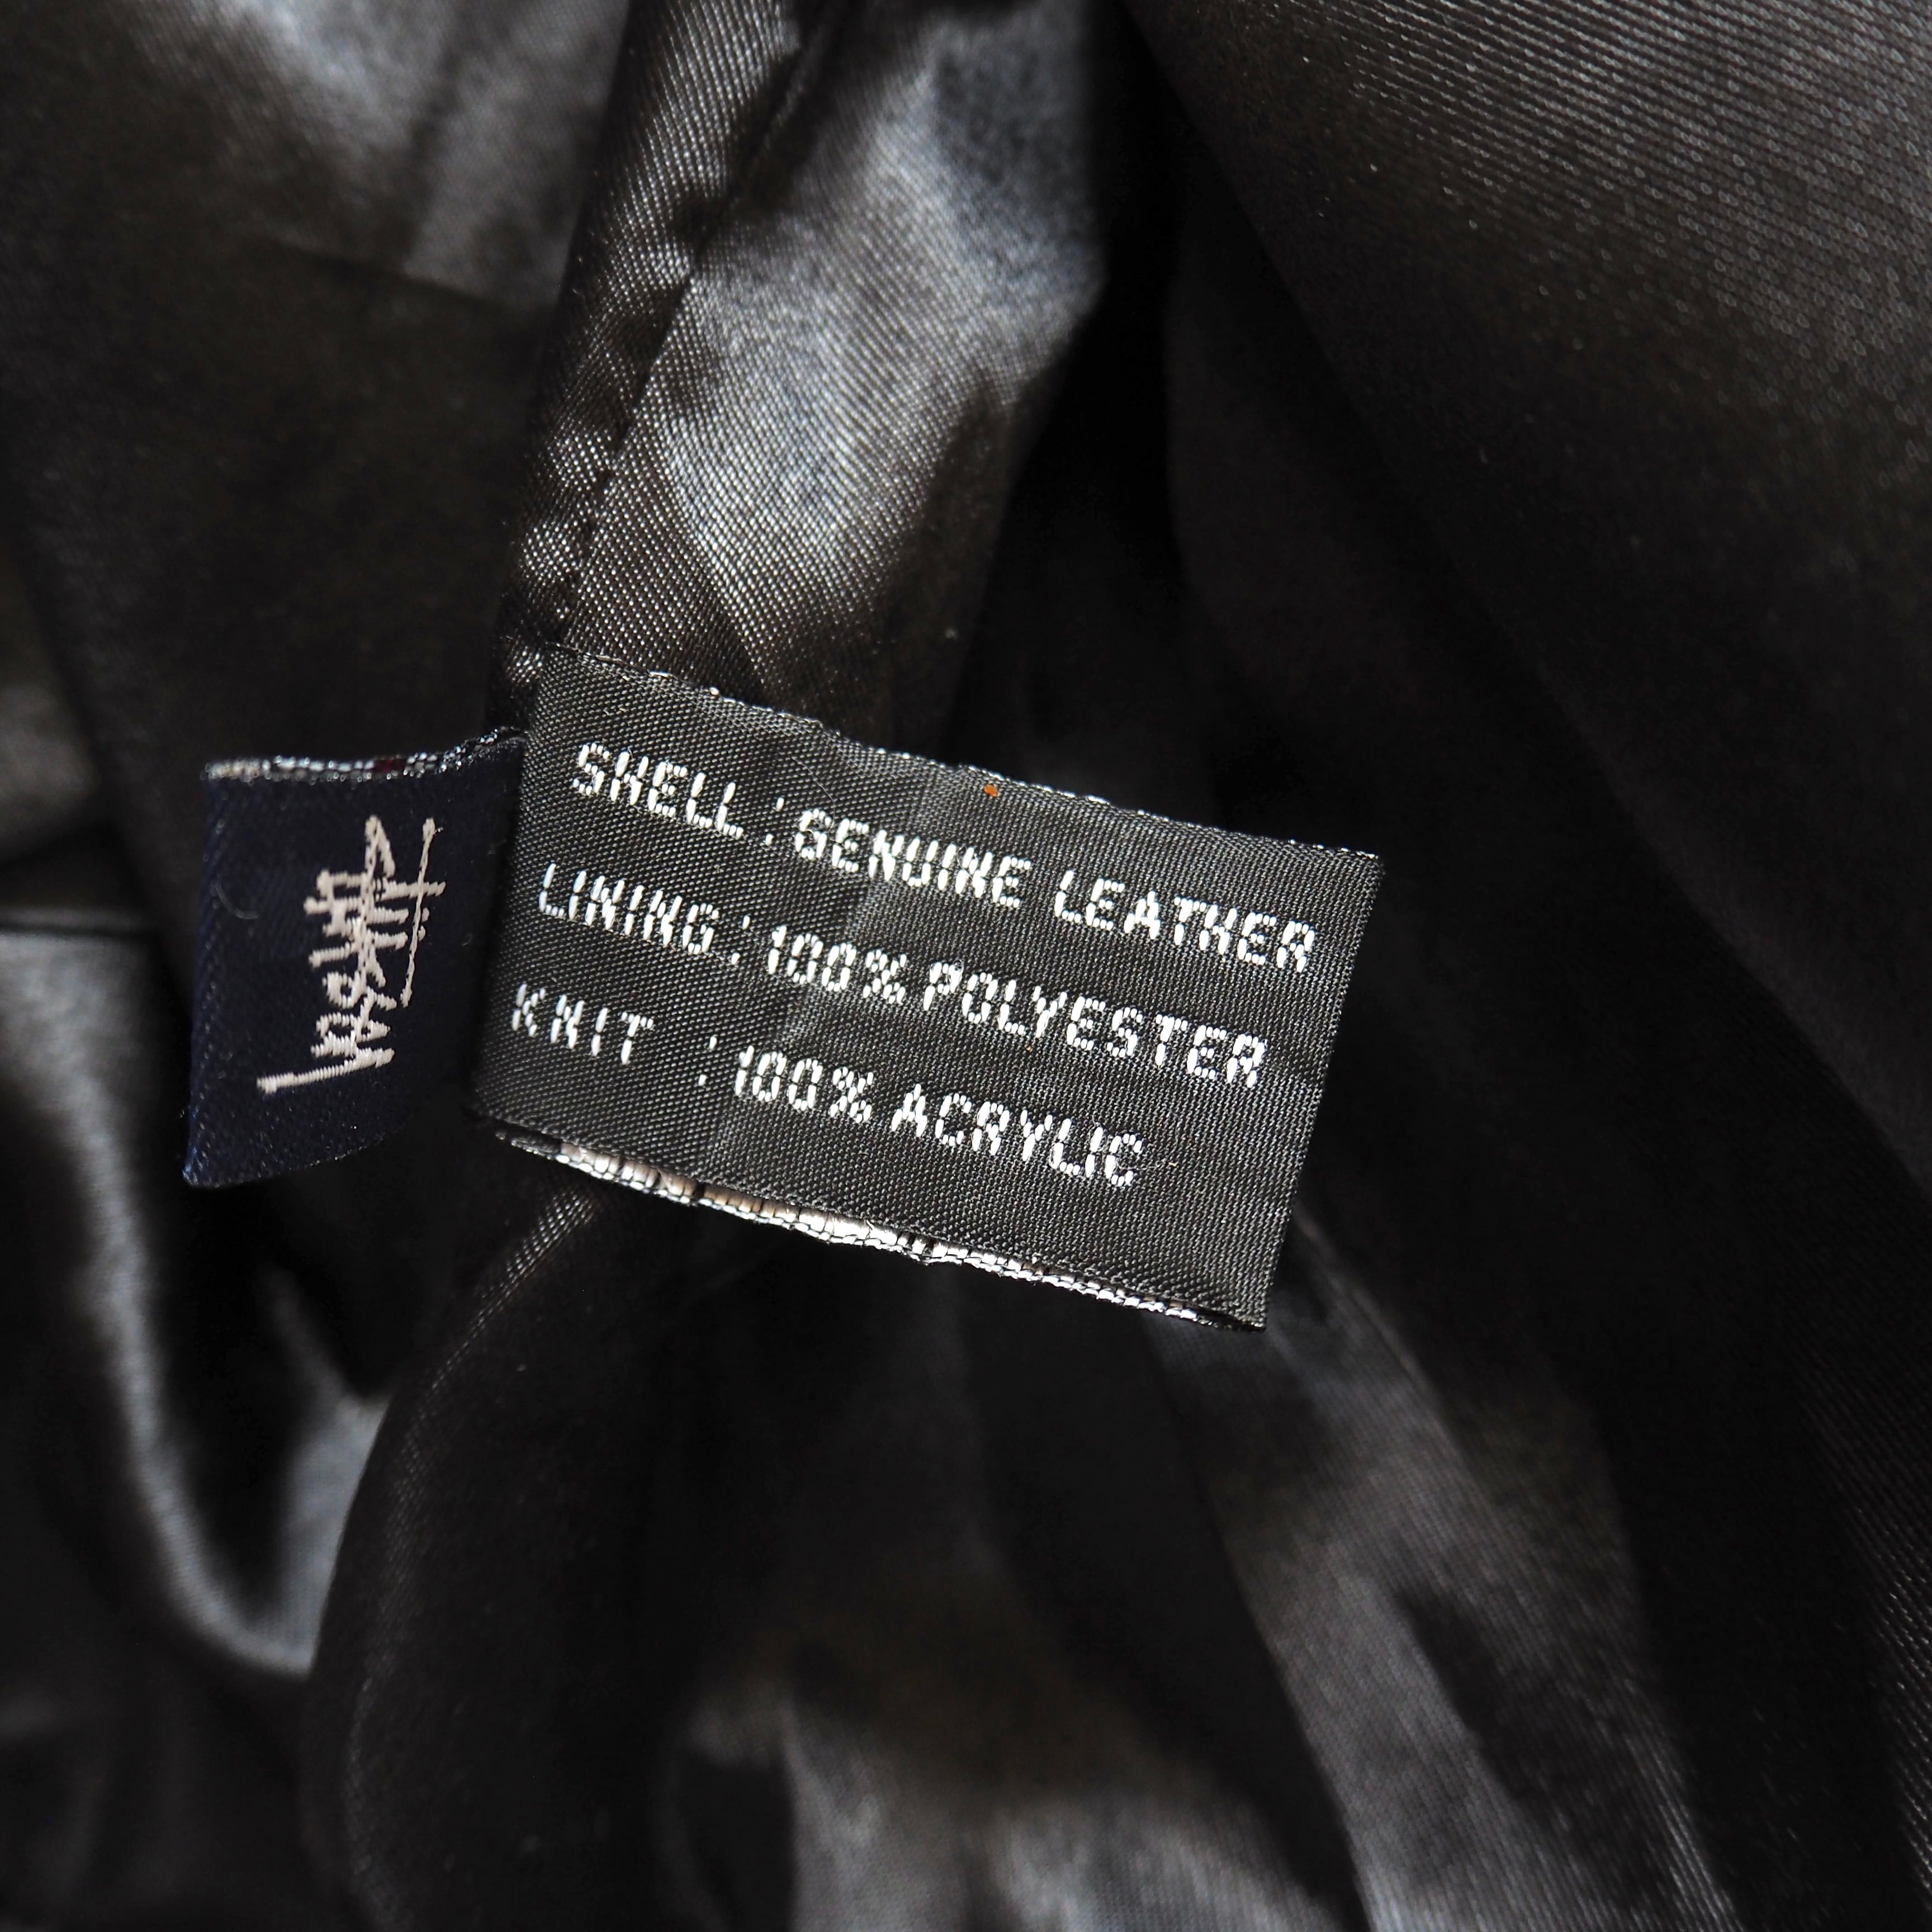 SHELL : GENUINE LEATHER
LINING : 100% POLYESTER
KNIT : 100% ACRYLIC